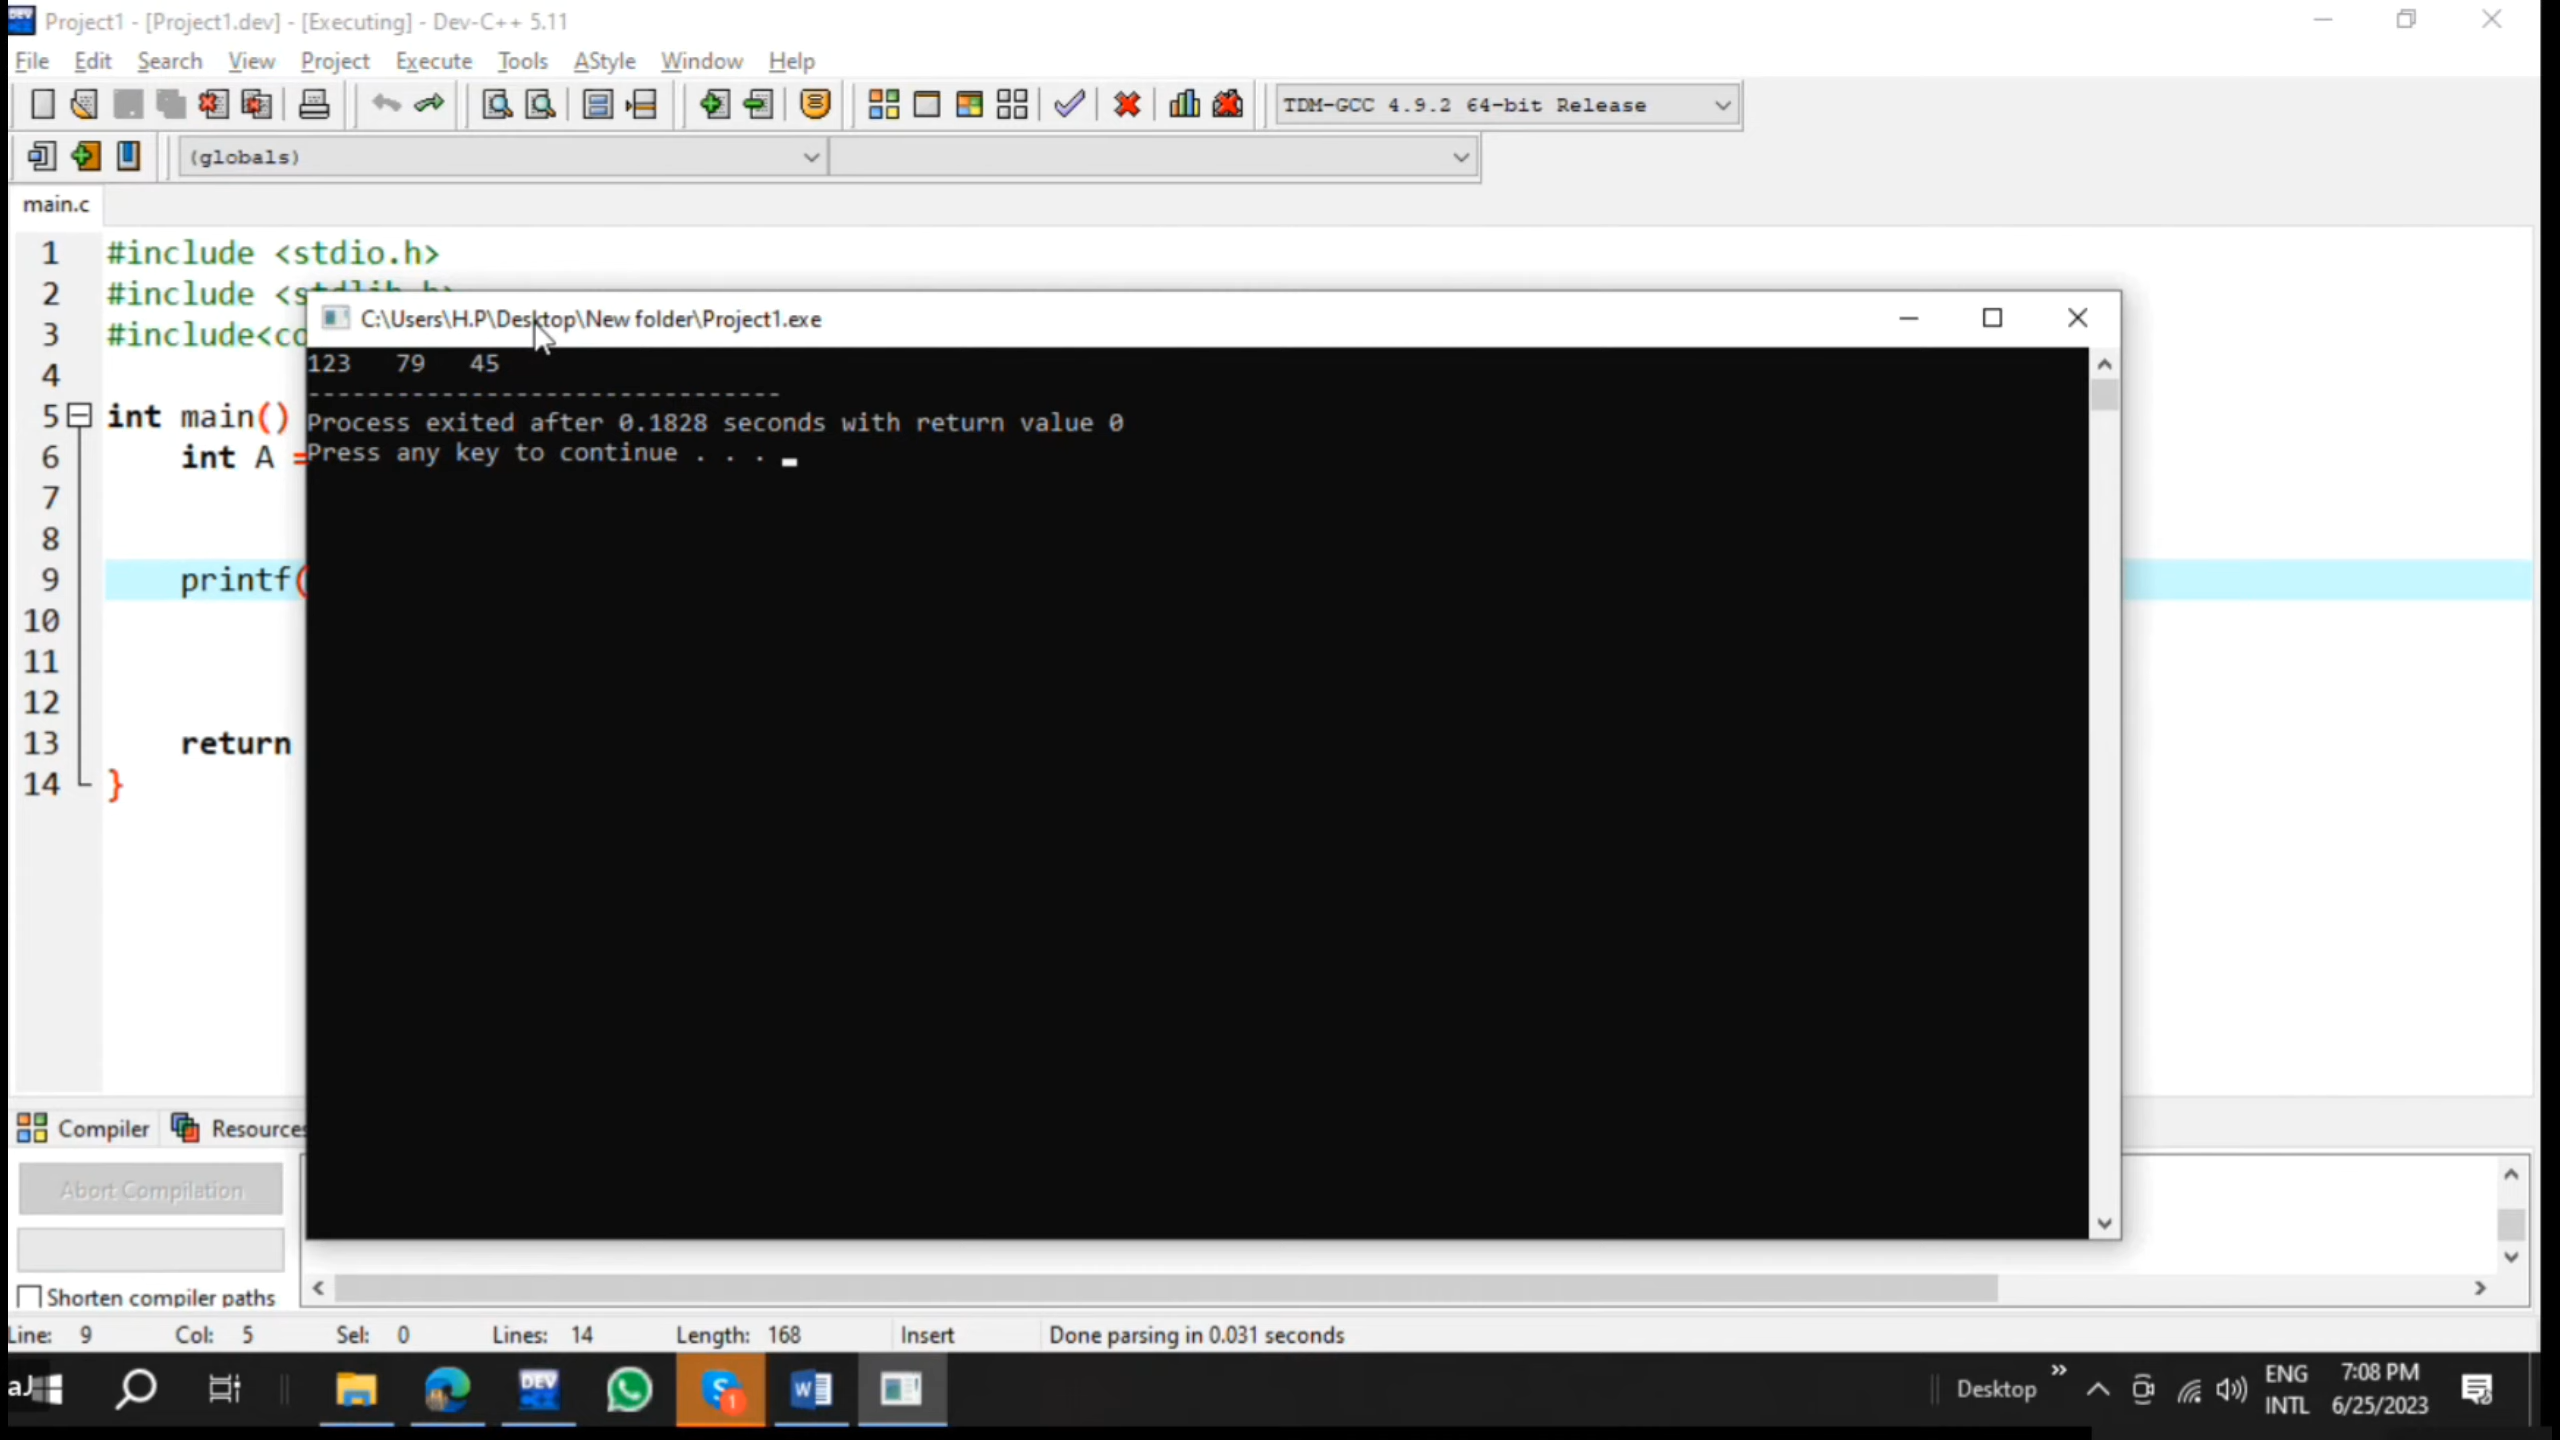 Project1 - [Project1.dev] - [Executing] - Dev-C++ 5.11
File Edit Search View Project Execute Tools AStyle Window Help
TDM-GCC 4.9.2 64-bit Release
(globals)
main.c
1 #include <stdio.h>
2 #include <stdlib.h>
C:\Users\H.P\Desktop\New folder\Project1.exe
3 #include<co
123 79 45
4
--------------------------------
5 int main()
Process exited after 0.1828 seconds with return value 0
6 int A =
Press any key to continue . . .
7
8
9 printf(
10
11
12
13 return
14 }
Compiler Resources
Abort Compilation
Shorten compiler paths
Line: 9 Col: 5 Sel: 0 Lines: 14 Length: 168 Insert Done parsing in 0.031 seconds
DEV
1
W
Desktop
ENG
INTL
7:08 PM
6/25/2023